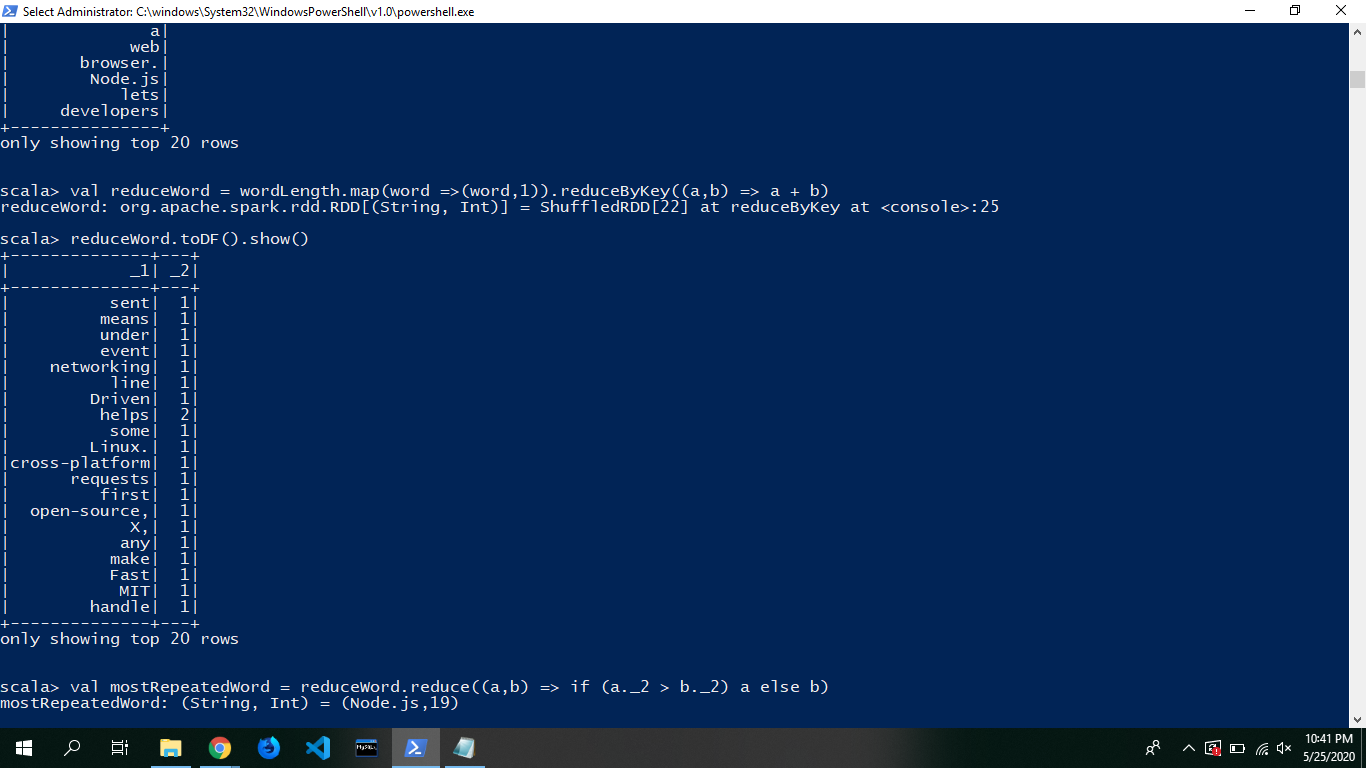 Select Administrator: C:\windows\System32\WindowsPowerShell\v1.0\powershell.exe
|               a|
|            web|
|       browser.|
|        Node.js|
|           lets|
|     developers|
+---------------+
only showing top 20 rows
scala> val reduceWord = wordLength.map(word =>(word,1)).reduceByKey((a,b) => a + b)
reduceWord: org.apache.spark.rdd.RDD[(String, Int)] = ShuffledRDD[22] at reduceByKey at <console>:25
scala> reduceWord.toDF().show()
+--------------+---+
|            _1| _2|
+--------------+---+
|          sent|  1|
|         means|  1|
|         under|  1|
|         event|  1|
|    networking|  1|
|          line|  1|
|        Driven|  1|
|         helps|  2|
|          some|  1|
|        Linux.|  1|
|cross-platform|  1|
|      requests|  1|
|         first|  1|
|  open-source,|  1|
|            X,|  1|
|           any|  1|
|          make|  1|
|          Fast|  1|
|           MIT|  1|
|        handle|  1|
+--------------+---+
only showing top 20 rows
scala> val mostRepeatedWord = reduceWord.reduce((a,b) => if (a._2 > b._2) a else b)
mostRepeatedWord: (String, Int) = (Node.js,19)
MySQL
10:41 PM
5/25/2020